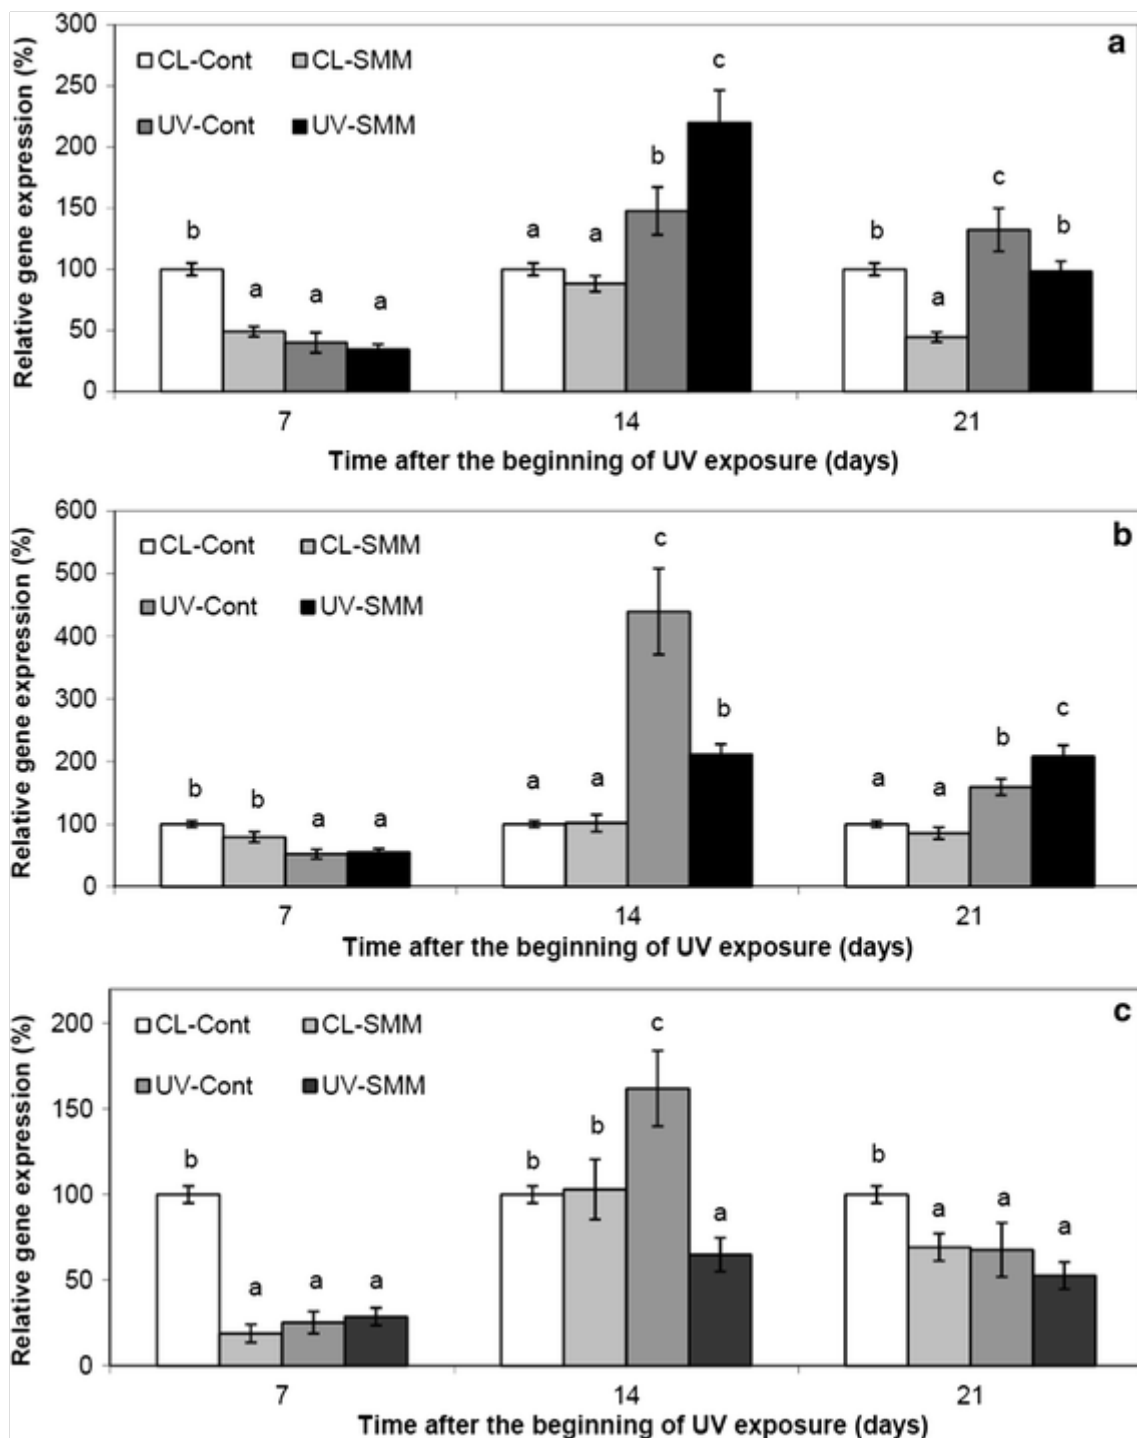 Relative gene expression (%)
300
250
200
150
100
50
0
CL-Cont CL-SMM
UV-Cont UV-SMM
a
b a a a
a a b c
b a c b
7 14 21
Time after the beginning of UV exposure (days)
Relative gene expression (%)
600
500
400
300
200
100
0
CL-Cont CL-SMM
UV-Cont UV-SMM
b
b b a a
a a c b
a a b c
7 14 21
Time after the beginning of UV exposure (days)
Relative gene expression (%)
200
150
100
50
0
CL-Cont CL-SMM
UV-Cont UV-SMM
c
b a a a
b b c a
b a a a
7 14 21
Time after the beginning of UV exposure (days)